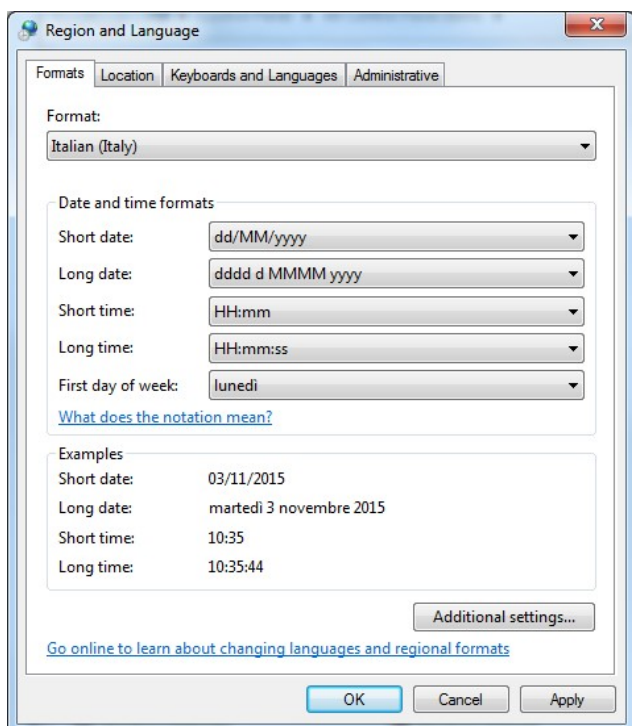 Region and Language
Formats Location Keyboards and Languages Administrative
Format:
Italian (Italy)
Date and time formats
Short date: dd/MM/yyyy
Long date: dddd d MMMM yyyy
Short time: HH:mm
Long time: HH:mm:ss
First day of week: lunedì
What does the notation mean?
Examples
Short date: 03/11/2015
Long date: martedì 3 novembre 2015
Short time: 10:35
Long time: 10:35:44
Additional settings...
Go online to learn about changing languages and regional formats
OK Cancel Apply